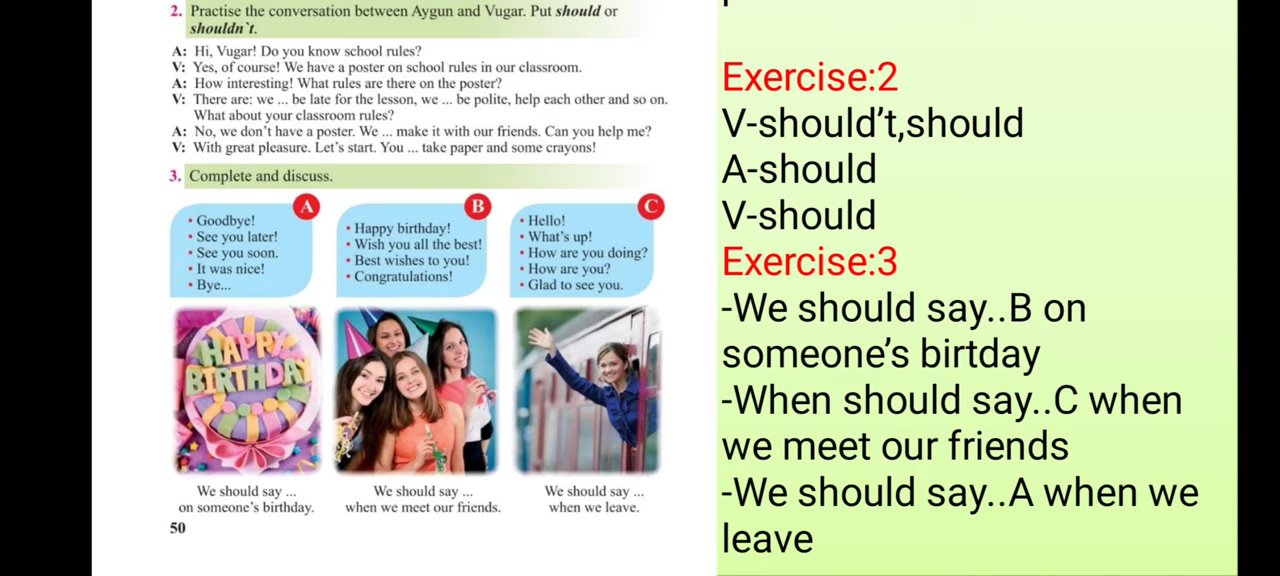 2. Practise the conversation between Aygun and Vugar. Put should or
shouldn`t.
A: Hi, Vugar! Do you know school rules?
V: Yes, of course! We have a poster on school rules in our classroom.
A: How interesting! What rules are there on the poster?
V: There are: we ... be late for the lesson, we ... be polite, help each other and so on.
What about your classroom rules?
A: No, we don't have a poster. We ... make it with our friends. Can you help me?
V: With great pleasure. Let's start. You ... take paper and some crayons!
3. Complete and discuss.
A
• Goodbye!
• See you later!
• See you soon.
• It was nice!
• Bye...
B
• Happy birthday!
• Wish you all the best!
• Best wishes to you!
• Congratulations!
C
• Hello!
• What's up!
• How are you doing?
• How are you?
• Glad to see you.
HAPPY
BIRTHDAY
We should say ...
on someone's birthday.
We should say ...
when we meet our friends.
We should say ...
when we leave.
50
Exercise:2
V-should’t,should
A-should
V-should
Exercise:3
-We should say..B on
someone’s birtday
-When should say..C when
we meet our friends
-We should say..A when we
leave